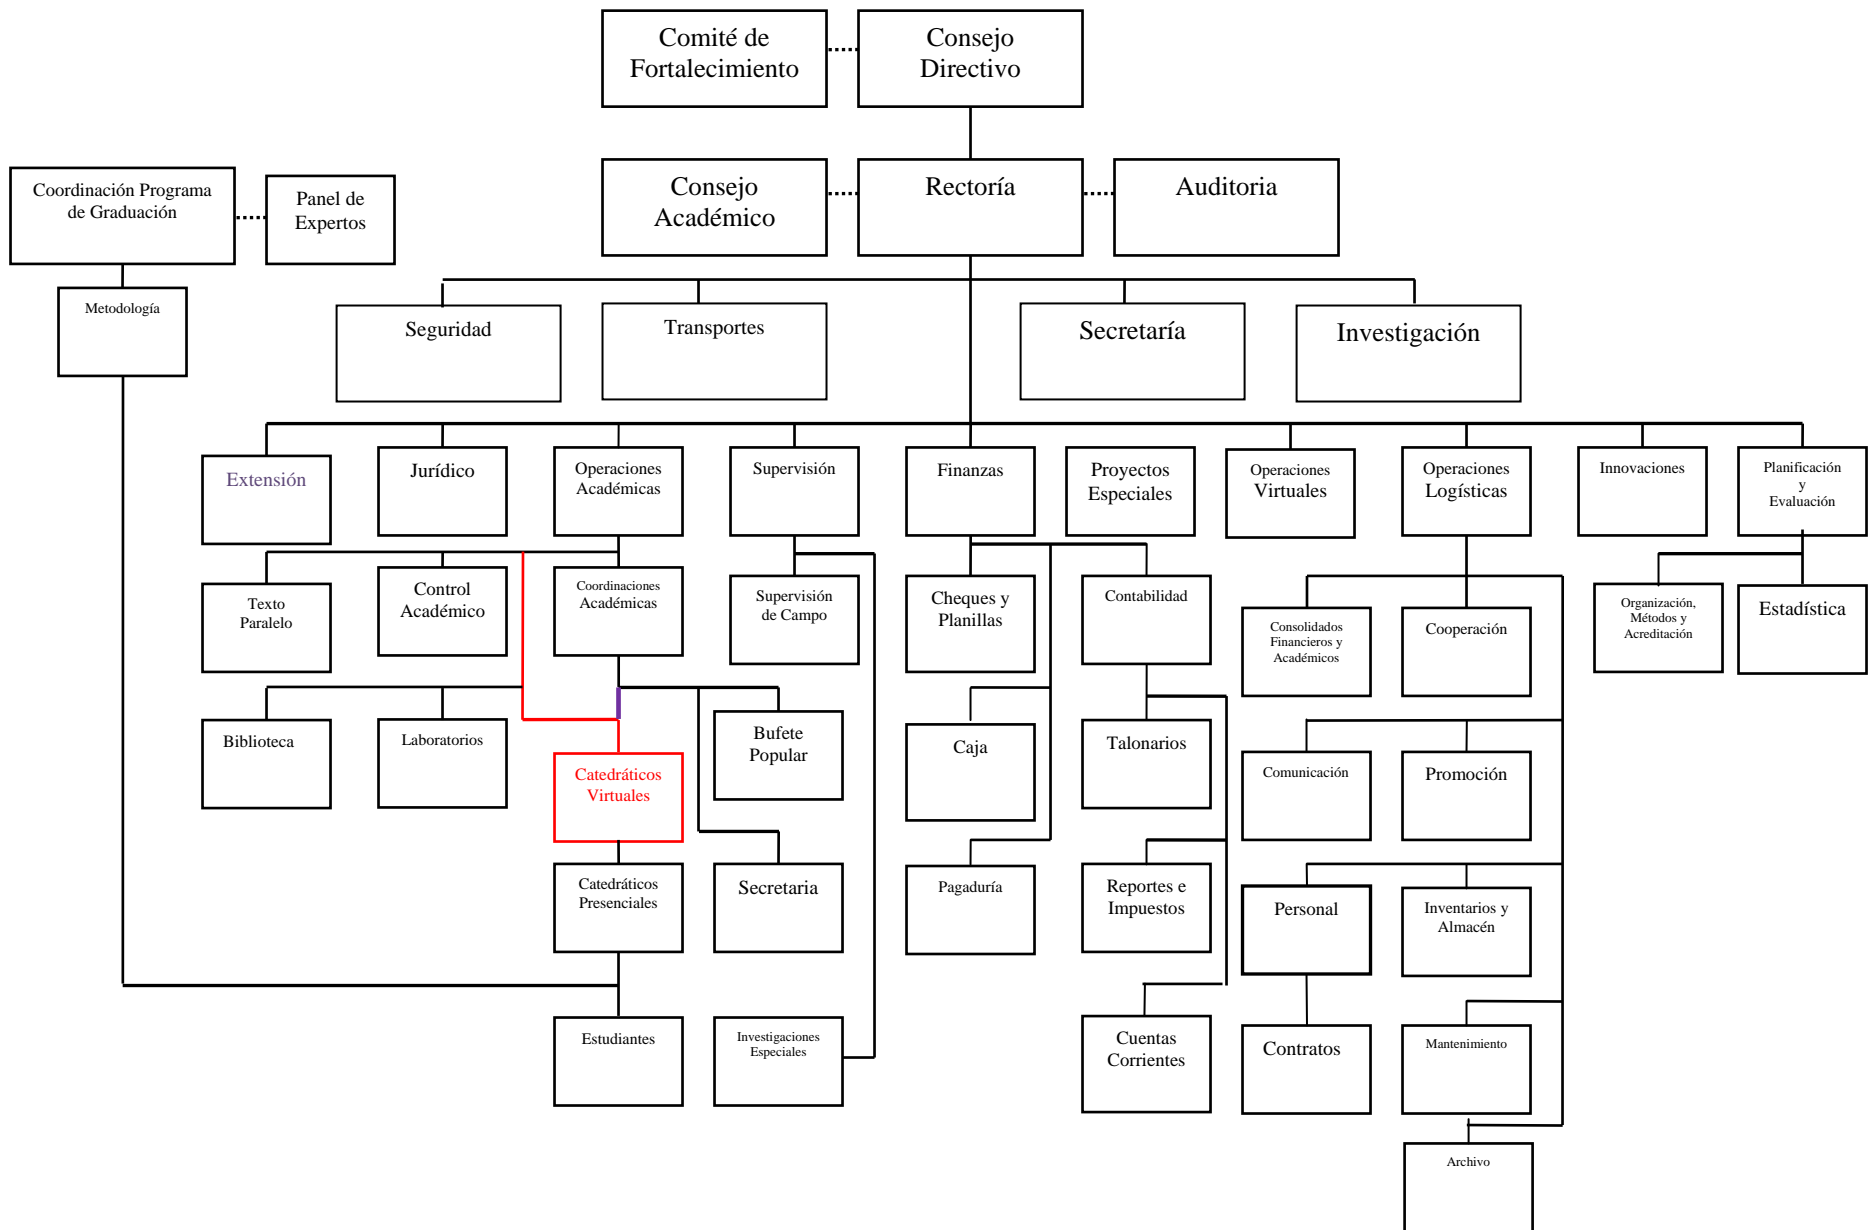 Comité de
Fortalecimiento
Consejo
Directivo
Coordinación Programa
de Graduación
Panel de
Expertos
Consejo
Académico
Rectoría
Auditoria
Metodología
Seguridad
Transportes
Secretaría
Investigación
Extensión
Jurídico
Operaciones
Académicas
Supervisión
Finanzas
Proyectos
Especiales
Operaciones
Virtuales
Operaciones
Logísticas
Innovaciones
Planificación
y
Evaluación
Texto
Paralelo
Control
Académico
Coordinaciones
Académicas
Supervisión
de Campo
Cheques y
Planillas
Contabilidad
Consolidados
Financieros y
Académicos
Cooperación
Organización,
Métodos y
Acreditación
Estadística
Biblioteca
Laboratorios
Catedráticos
Virtuales
Bufete
Popular
Caja
Talonarios
Comunicación
Promoción
Catedráticos
Presenciales
Secretaria
Pagaduría
Reportes e
Impuestos
Personal
Inventarios y
Almacén
Estudiantes
Investigaciones
Especiales
Cuentas
Corrientes
Contratos
Mantenimiento
Archivo